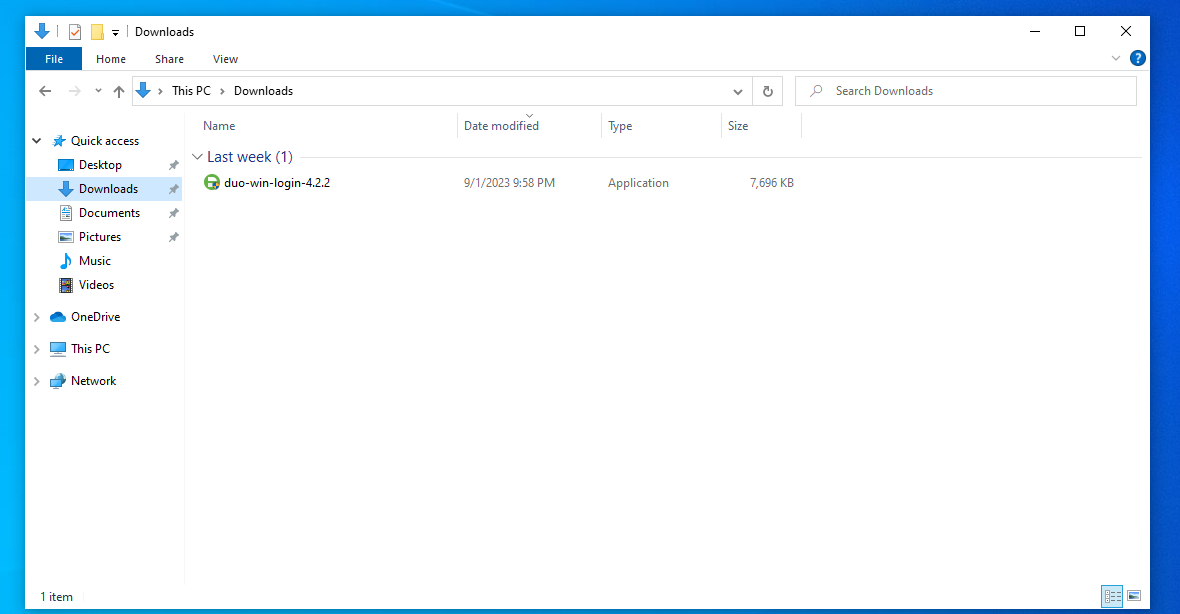 Downloads
File Home Share View ?
This PC Downloads Search Downloads
Name Date modified Type Size
Quick access
Last week (1)
Desktop
duo-win-login-4.2.2 9/1/2023 9:58 PM Application 7,696 KB
Downloads
Documents
Pictures
Music
Videos
OneDrive
This PC
Network
1 item